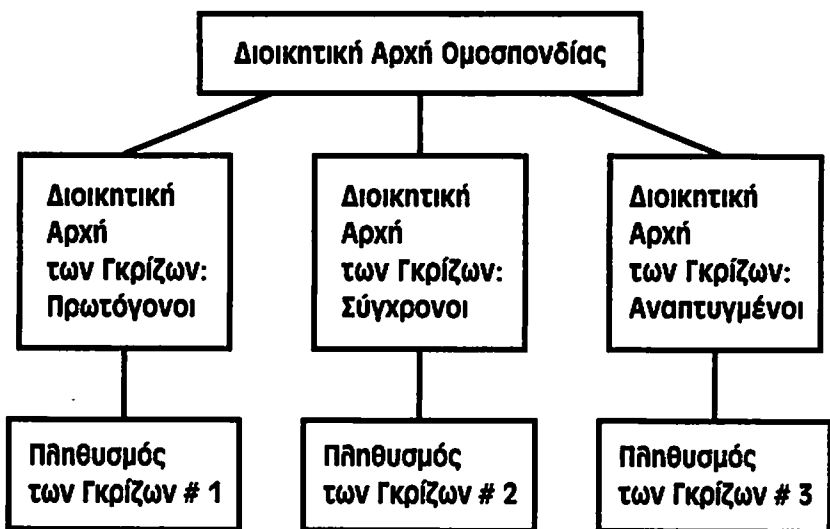 Διοικητική Αρχή Ομοσπονδίας
Διοικητική
Αρχή
των Γκρίζων:
Πρωτόγονοι
Διοικητική
Αρχή
των Γκρίζων:
Σύγχρονοι
Διοικητική
Αρχή
των Γκρίζων:
Αναπτυγμένοι
Πληθυσμός
των Γκρίζων # 1
Πληθυσμός
των Γκρίζων # 2
Πληθυσμός
των Γκρίζων # 3